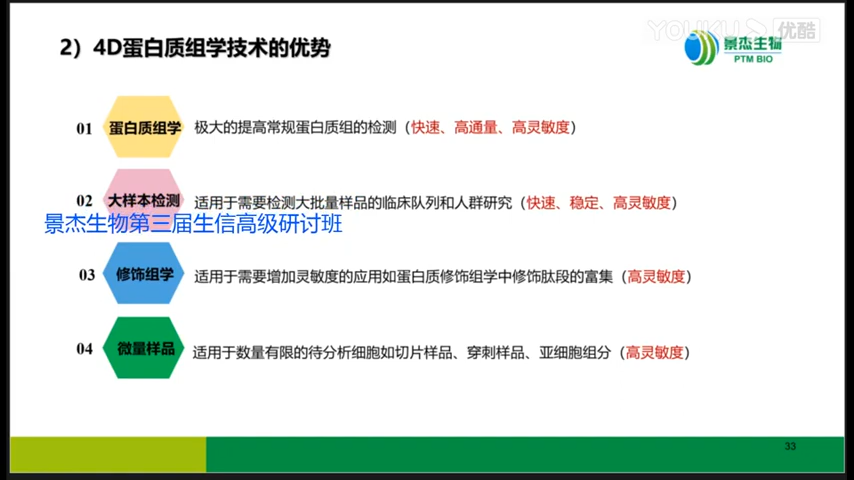 2）4D蛋白质组学技术的优势
YOUKU 优酷
景杰生物
PTM BIO
01 蛋白质组学 极大的提高常规蛋白质组的检测（快速、高通量、高灵敏度）
02 大样本检测 适用于需要检测大批量样品的临床队列和人群研究（快速、稳定、高灵敏度）
景杰生物第三届生信高级研讨班
03 修饰组学 适用于需要增加灵敏度的应用如蛋白质修饰组学中修饰肽段的富集（高灵敏度）
04 微量样品 适用于数量有限的待分析细胞如切片样品、穿刺样品、亚细胞组分（高灵敏度）
33